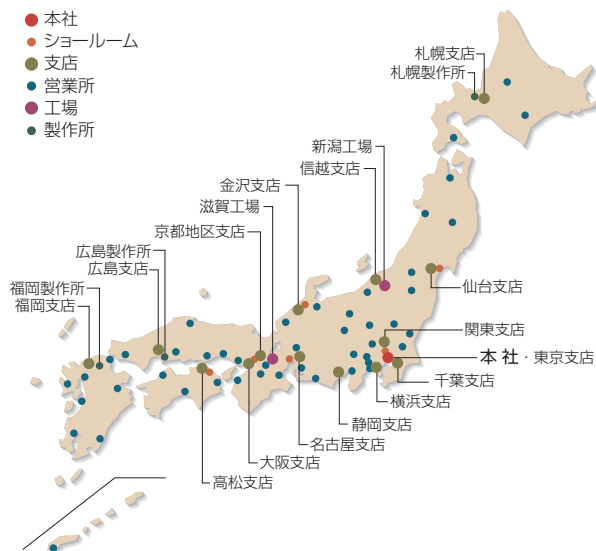 本社
ショールーム
支店
営業所
工場
製作所
札幌支店
札幌製作所
新潟工場
信越支店
金沢支店
滋賀工場
京都地区支店
広島製作所
広島支店
福岡製作所
福岡支店
仙台支店
関東支店
本社・東京支店
千葉支店
横浜支店
静岡支店
名古屋支店
大阪支店
高松支店